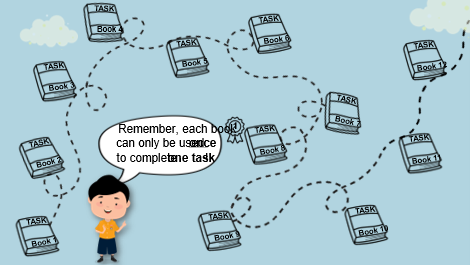 TASK
Book 4
TASK
Book 5
TASK
Book 6
TASK
Book 12
TASK
Book 3
TASK
Book 7
Remember, each book
can only be used once
to complete one task
TASK
Book 8
TASK
Book 11
TASK
Book 2
TASK
Book 1
TASK
Book 9
TASK
Book 10